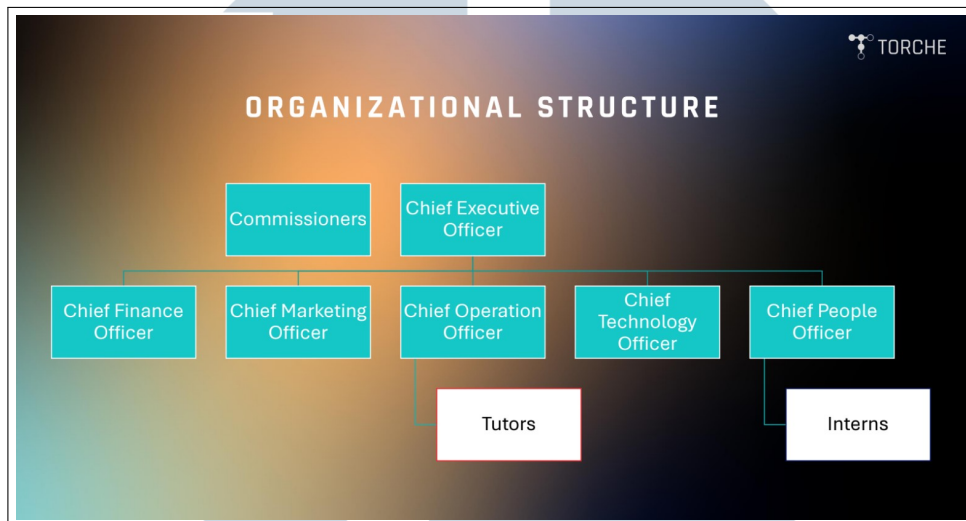 TORCHE
ORGANIZATIONAL STRUCTURE
Commissioners
Chief Executive
Officer
Chief Finance
Officer
Chief Marketing
Officer
Chief Operation
Officer
Chief
Technology
Officer
Chief People
Officer
Tutors
Interns